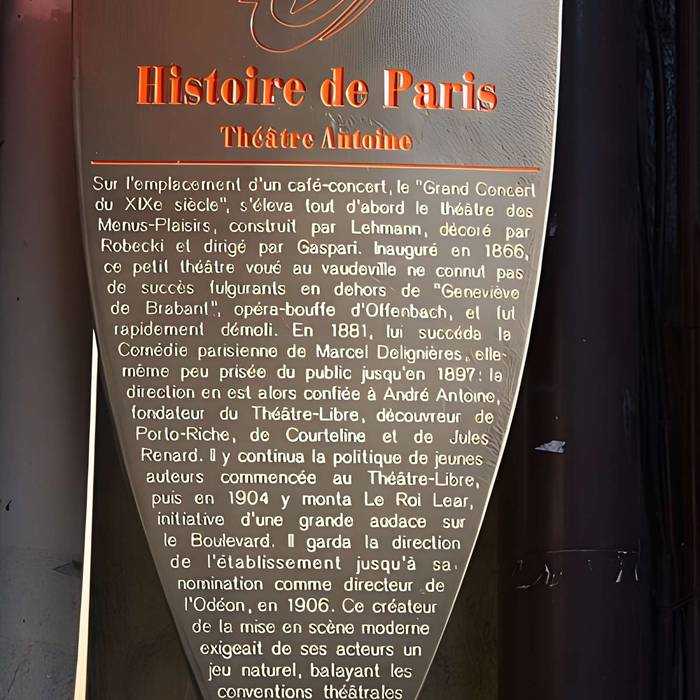 Histoire de Paris
Théâtre Antoine
Sur l'emplacement d'un café-concert, le "Grand Concert
du XIXe siècle", s'éleva tout d'abord le théâtre des
Menus-Plaisirs, construit par Lehmann, décoré par
Robecki et dirigé par Gaspari. Inauguré en 1866,
ce petit théâtre voué au vaudeville ne connut pas
de succès fulgurants en dehors de "Geneviève
de Brabant", opéra-bouffe d'Offenbach, et fut
rapidement démoli. En 1881, lui succéda la
Comédie parisienne de Marcel Delignières, elle-
même peu prisée du public jusqu'en 1897: la
direction en est alors confiée à André Antoine,
fondateur du Théâtre-Libre, découvreur de
Porto-Riche, de Courteline et de Jules
Renard. Il y continua la politique de jeunes
auteurs commencée au Théâtre-Libre,
puis en 1904 y monta Le Roi Lear,
initiative d'une grande audace sur
le Boulevard. Il garda la direction
de l'établissement jusqu'à sa
nomination comme directeur de
l'Odéon, en 1906. Ce créateur
de la mise en scène moderne
exigeait de ses acteurs un
jeu naturel, balayant les
conventions théâtrales